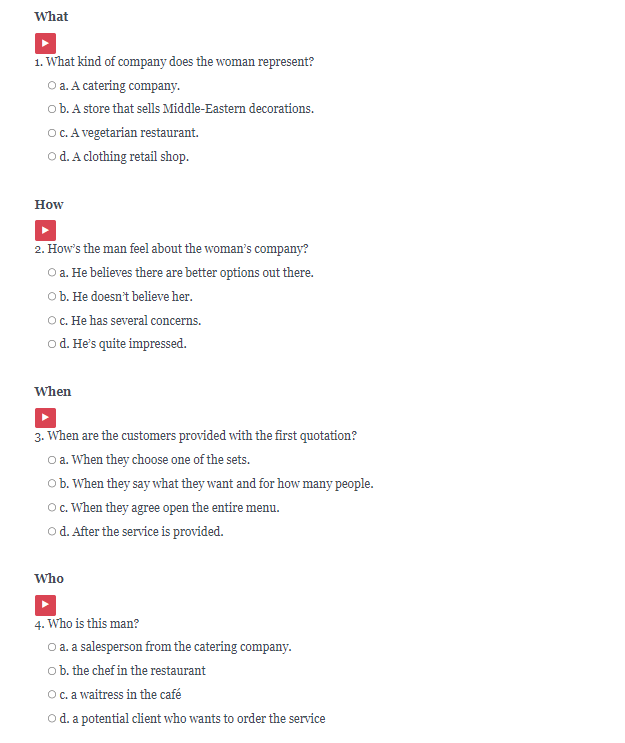 What
1. What kind of company does the woman represent?
a. A catering company.
b. A store that sells Middle-Eastern decorations.
c. A vegetarian restaurant.
d. A clothing retail shop.
How
2. How's the man feel about the woman's company?
a. He believes there are better options out there.
b. He doesn't believe her.
c. He has several concerns.
d. He's quite impressed.
When
3. When are the customers provided with the first quotation?
a. When they choose one of the sets.
b. When they say what they want and for how many people.
c. When they agree open the entire menu.
d. After the service is provided.
Who
4. Who is this man?
a. a salesperson from the catering company.
b. the chef in the restaurant
c. a waitress in the café
d. a potential client who wants to order the service